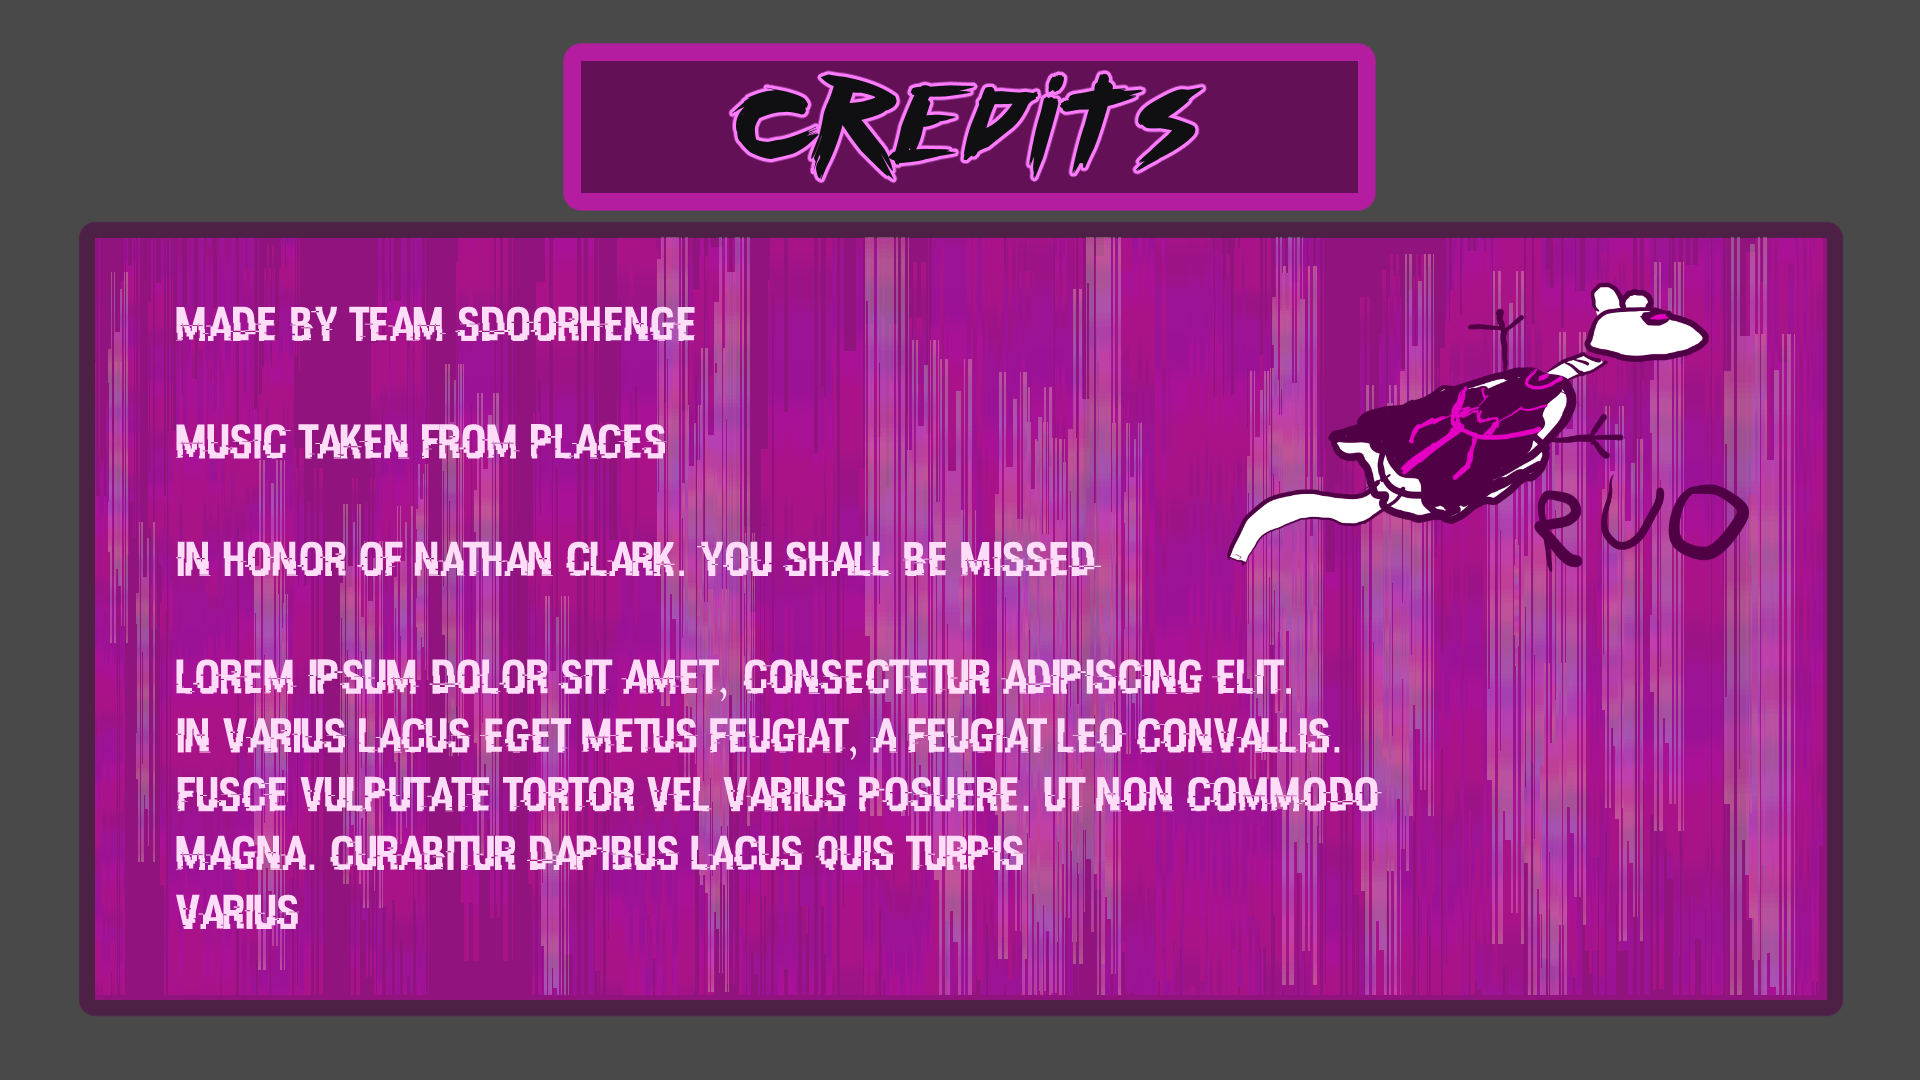 CREDITS
MADE BY TEAM SDOORHENGE
MUSIC TAKEN FROM PLACES
IN HONOR OF NATHAN CLARK. YOU SHALL BE MISSED
RUO
LOREM IPSUM DOLOR SIT AMET, CONSECTETUR ADIPISCING ELIT.
IN VARIUS LACUS EGET METUS FEUGIAT, A FEUGIAT LEO CONVALLIS.
FUSCE VULPUTATE TORTOR VEL VARIUS POSUERE. UT NON COMMODO
MAGNA. CURABITUR DAPIBUS LACUS QUIS TURPIS
VARIUS